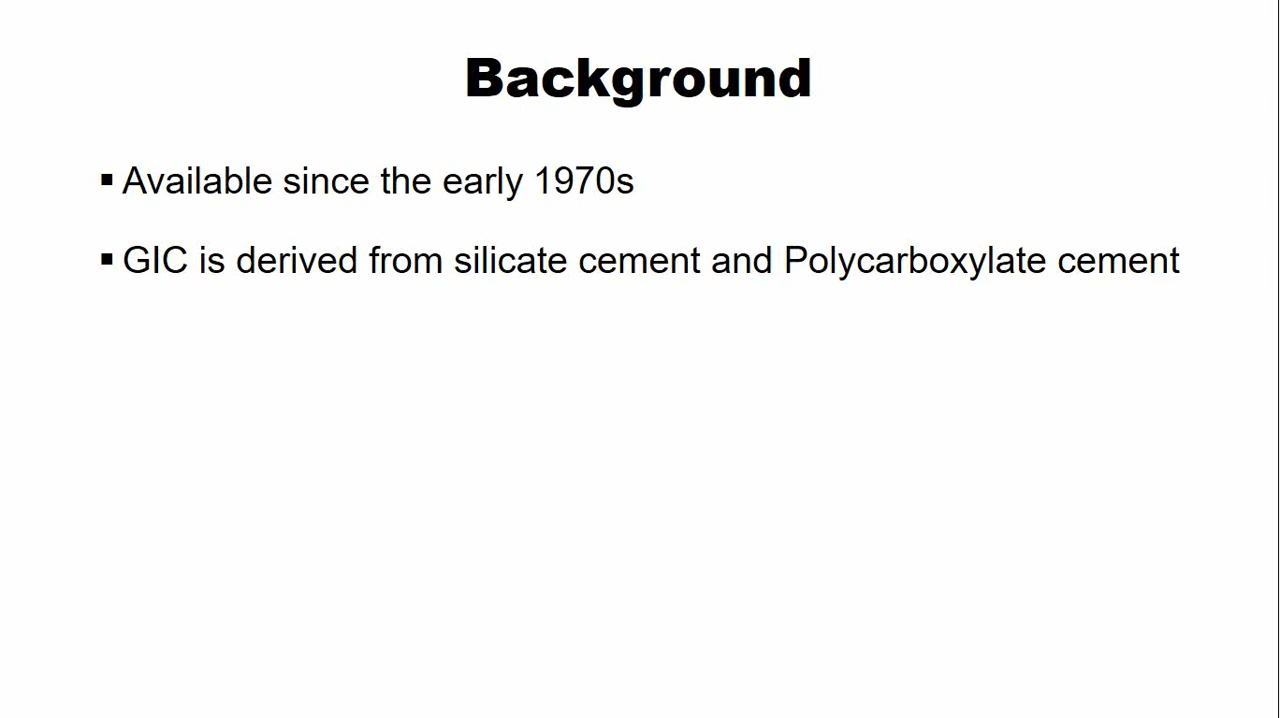 Background
▪ Available since the early 1970s
▪ GIC is derived from silicate cement and Polycarboxylate cement